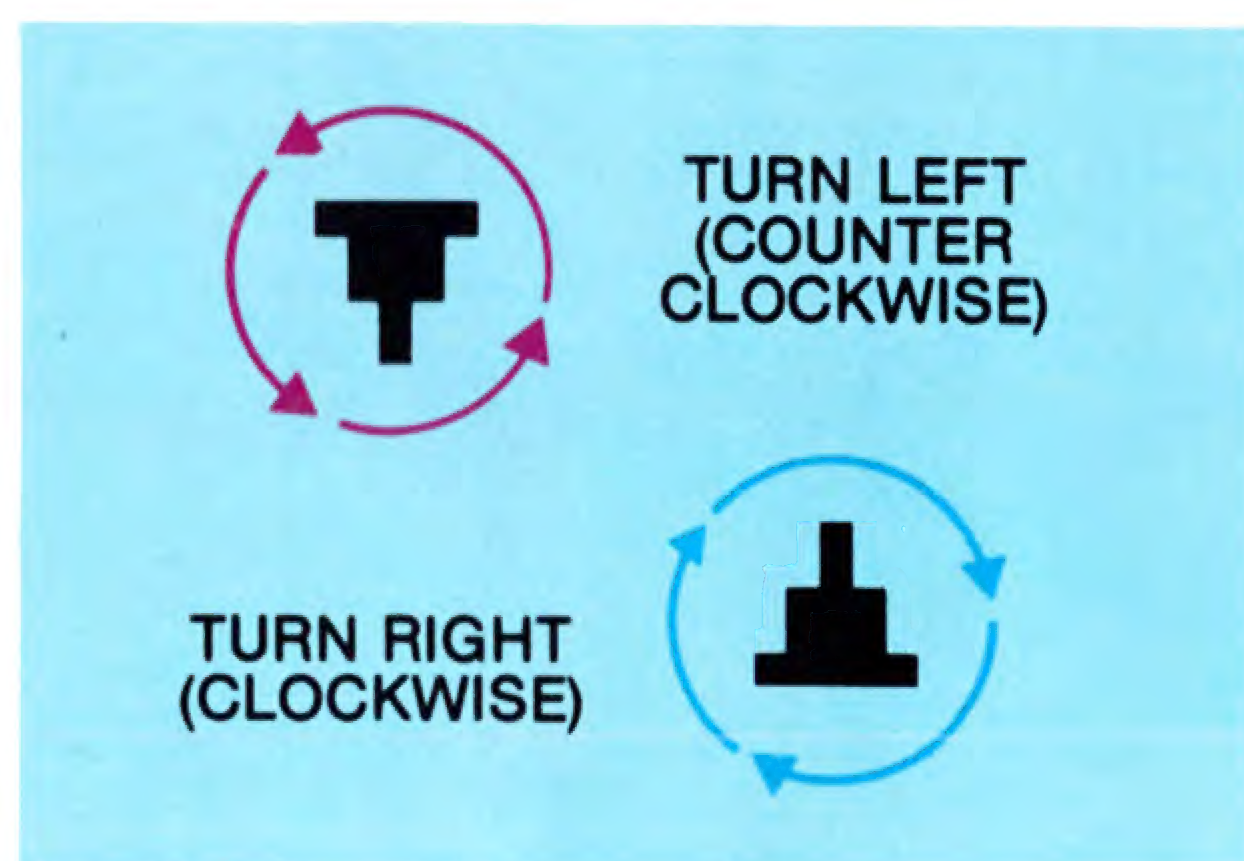 TURN LEFT
(COUNTER
CLOCKWISE)
TURN RIGHT
(CLOCKWISE)